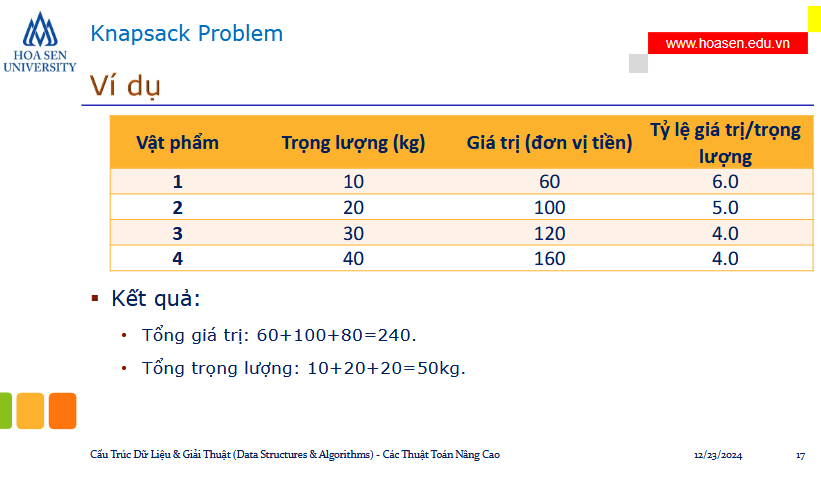 HOA SEN
UNIVERSITY
Knapsack Problem
www.hoasen.edu.vn
Ví dụ
Vật phẩm Trọng lượng (kg) Giá trị (đơn vị tiền) Tỷ lệ giá trị/trọng
lượng
1 10 60 6.0
2 20 100 5.0
3 30 120 4.0
4 40 160 4.0
▪ Kết quả:
• Tổng giá trị: 60+100+80=240.
• Tổng trọng lượng: 10+20+20=50kg.
Cấu Trúc Dữ Liệu & Giải Thuật (Data Structures & Algorithms) - Các Thuật Toán Nâng Cao 12/23/2024 17